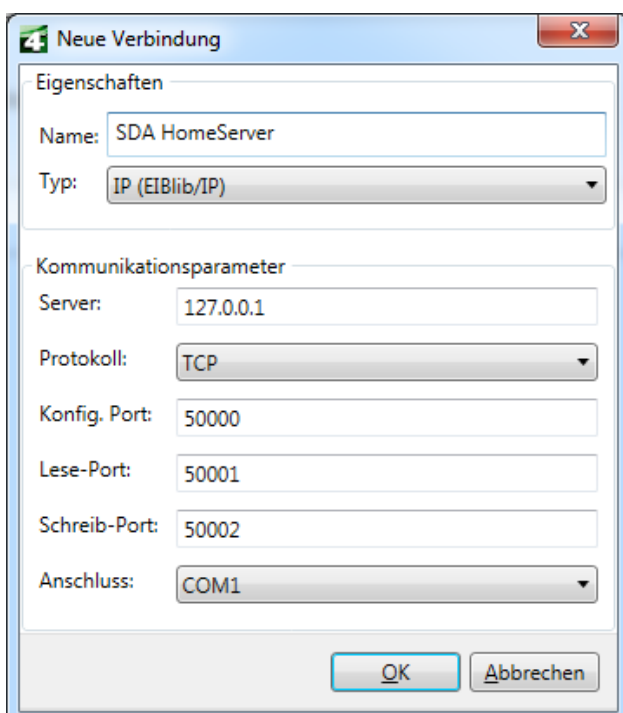 4 Neue Verbindung
Eigenschaften
Name: SDA HomeServer
Typ: IP (EIBlib/IP)
Kommunikationsparameter
Server: 127.0.0.1
Protokoll: TCP
Konfig. Port: 50000
Lese-Port: 50001
Schreib-Port: 50002
Anschluss: COM1
OK Abbrechen